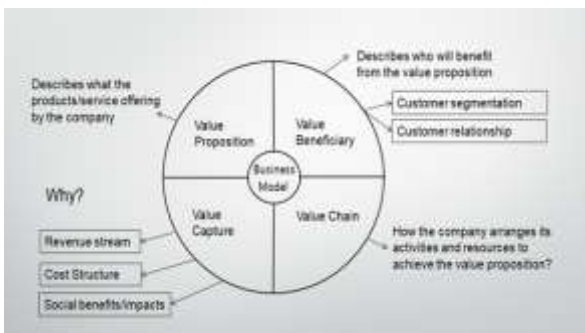 Describes who will benefit
from the value proposition
Describes what the
products/service offering
by the company
Customer segmentation
Customer relationship
Value
Proposition
Value
Beneficiary
Business
Model
Why?
Value
Capture
Value Chain
Revenue stream
Cost Structure
Social benefits/impacts
How the company arranges its
activities and resources to
achieve the value proposition?